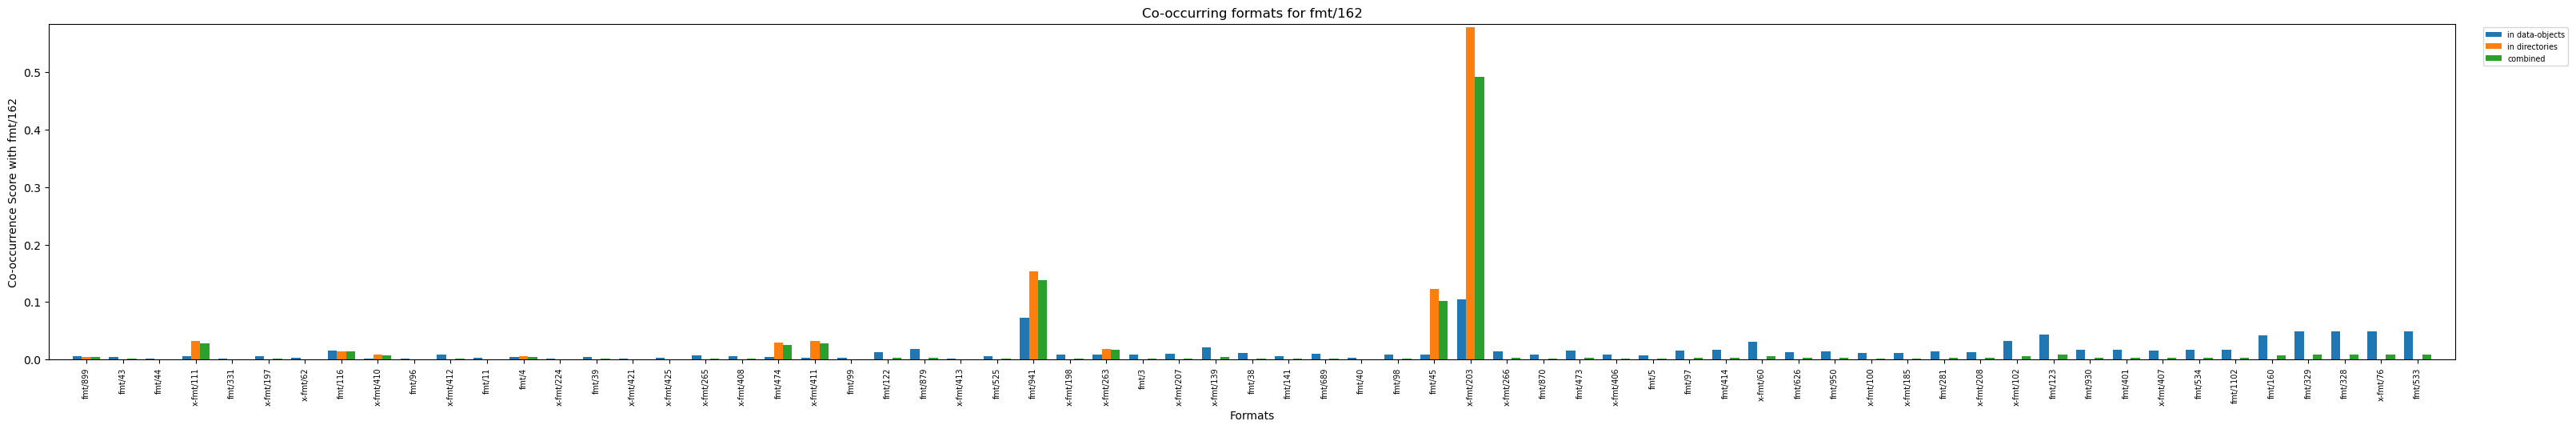 Co-occurring formats for fmt/162
in data-objects
in directories
combined
Co-occurrence Score with fmt/162
0.5
0.4
0.3
0.2
0.1
0.0
fmt/899
fmt/43
fmt/44
x-fmt/111
fmt/331
x-fmt/197
x-fmt/62
fmt/116
x-fmt/410
fmt/96
x-fmt/412
fmt/11
fmt/4
x-fmt/224
fmt/39
x-fmt/421
x-fmt/425
x-fmt/265
x-fmt/408
fmt/474
x-fmt/411
fmt/99
fmt/122
fmt/879
x-fmt/413
fmt/525
fmt/941
x-fmt/198
x-fmt/263
fmt/3
x-fmt/207
x-fmt/139
fmt/38
fmt/141
fmt/689
fmt/40
fmt/98
fmt/45
x-fmt/203
x-fmt/266
fmt/870
fmt/473
x-fmt/406
fmt/5
fmt/97
fmt/414
x-fmt/60
fmt/626
fmt/950
x-fmt/100
x-fmt/185
fmt/281
x-fmt/208
x-fmt/102
fmt/123
fmt/930
fmt/401
x-fmt/407
fmt/534
fmt/1102
fmt/160
fmt/329
fmt/328
x-fmt/76
fmt/533
Formats